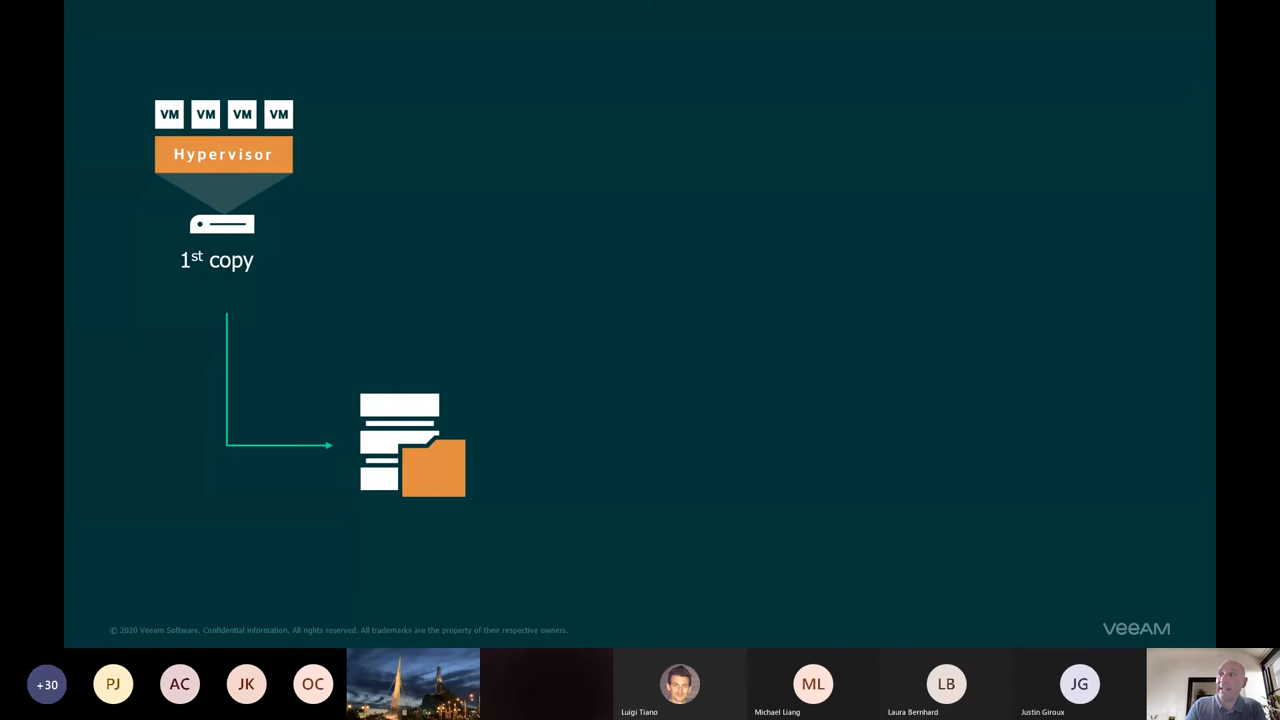 VM VM VM VM
Hypervisor
1st copy
© 2020 Veeam Software. Confidential information. All rights reserved. All trademarks are the property of their respective owners.
VEEAM
+30 PJ AC JK OC ML LB JG
Luigi Tiano Michael Liang Laura Bernhard Justin Giroux